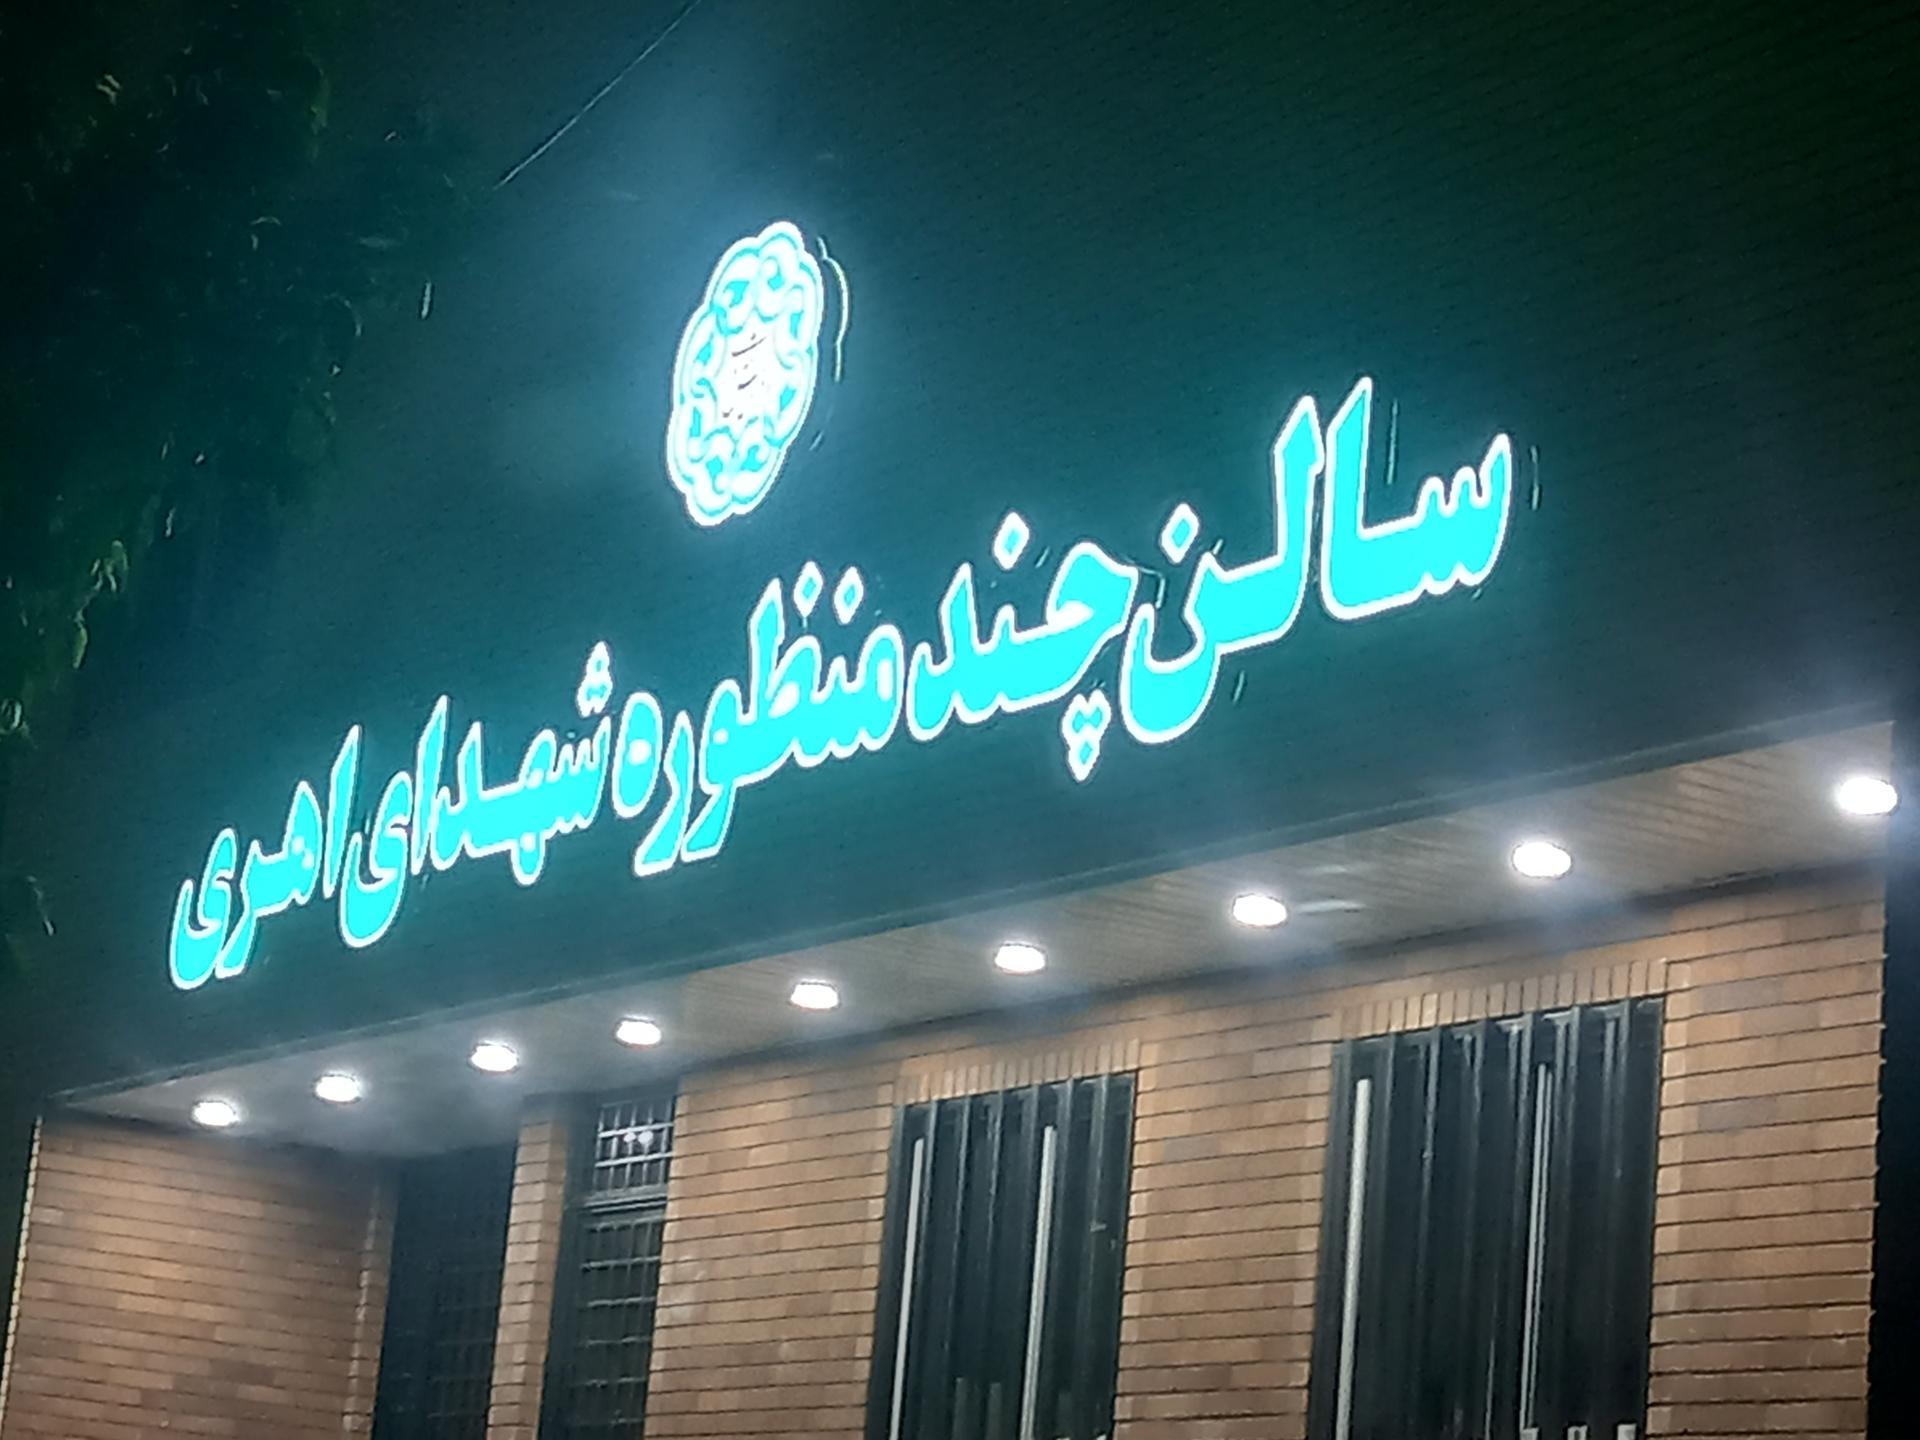 سالن چند منظوره شهدای اهری